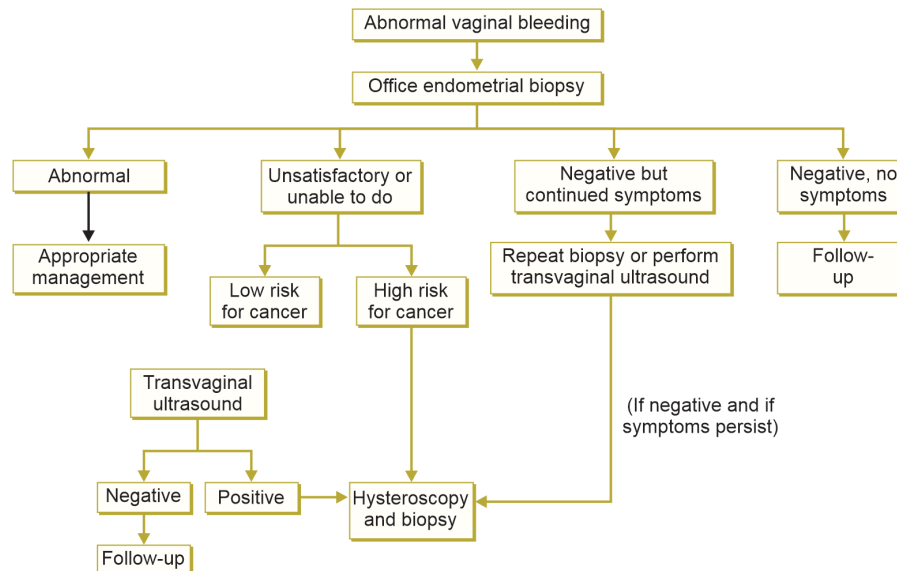 Abnormal vaginal bleeding
Office endometrial biopsy
Abnormal
Unsatisfactory or
unable to do
Negative but
continued symptoms
Negative, no
symptoms
Appropriate
management
Low risk
for cancer
High risk
for cancer
Repeat biopsy or perform
transvaginal ultrasound
Follow-
up
Transvaginal
ultrasound
(If negative and if
symptoms persist)
Negative
Positive
Hysteroscopy
and biopsy
Follow-up